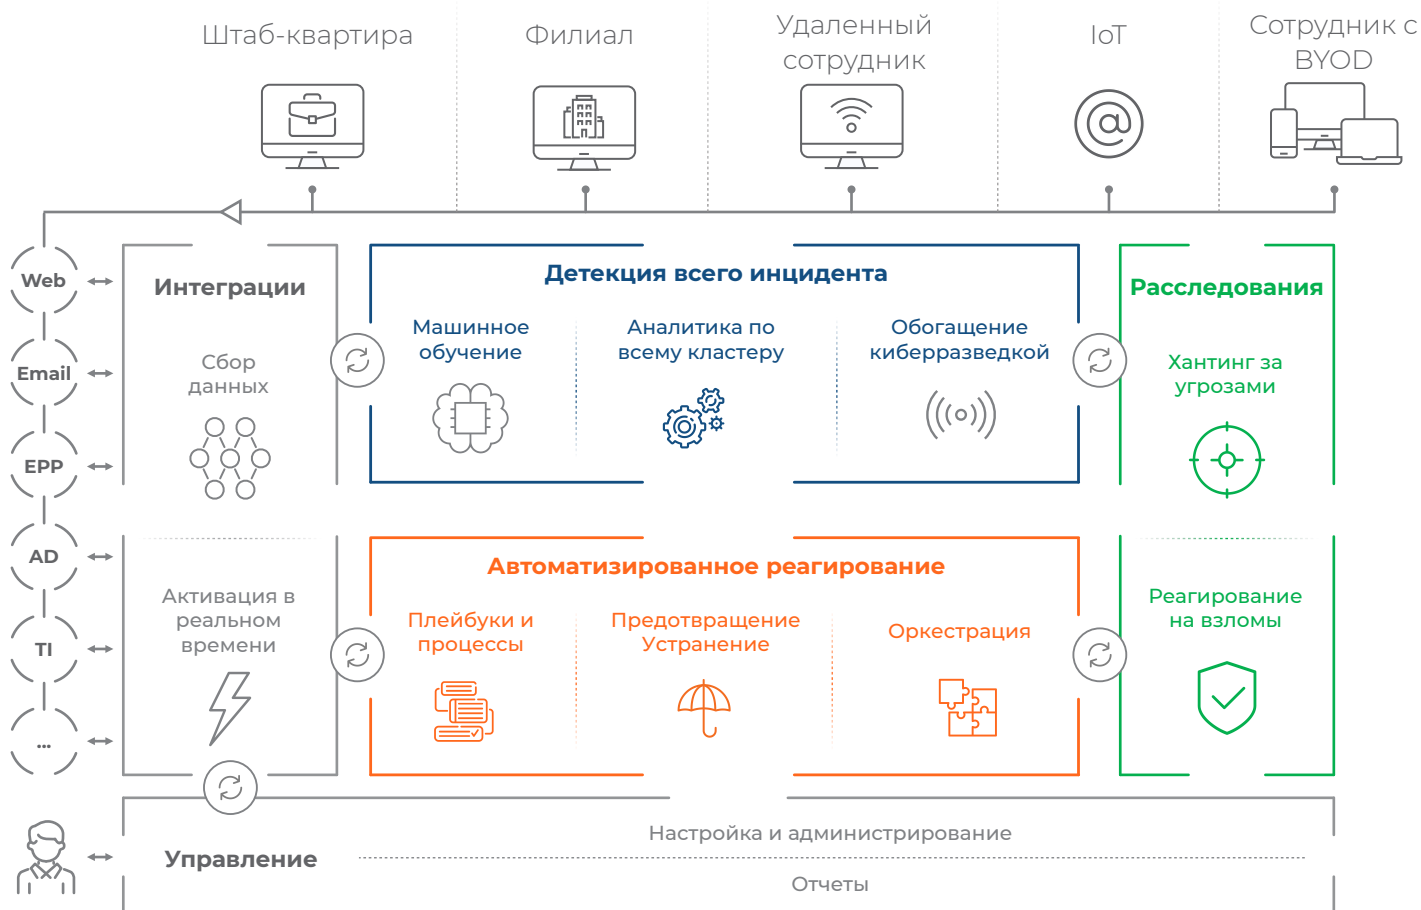 Штаб-квартира
Филиал
Удаленный
сотрудник
IoT
Сотрудник с
BYOD
Web
Email
EPP
AD
TI
...
Интеграции
Сбор
данных
Активация в
реальном
времени
Детекция всего инцидента
Машинное
обучение
Аналитика по
всему кластеру
Обогащение
киберразведкой
Автоматизированное реагирование
Плейбуки и
процессы
Предотвращение
Устранение
Оркестрация
Расследования
Хантинг за
угрозами
Реагирование
на взломы
Управление
Настройка и администрирование
Отчеты